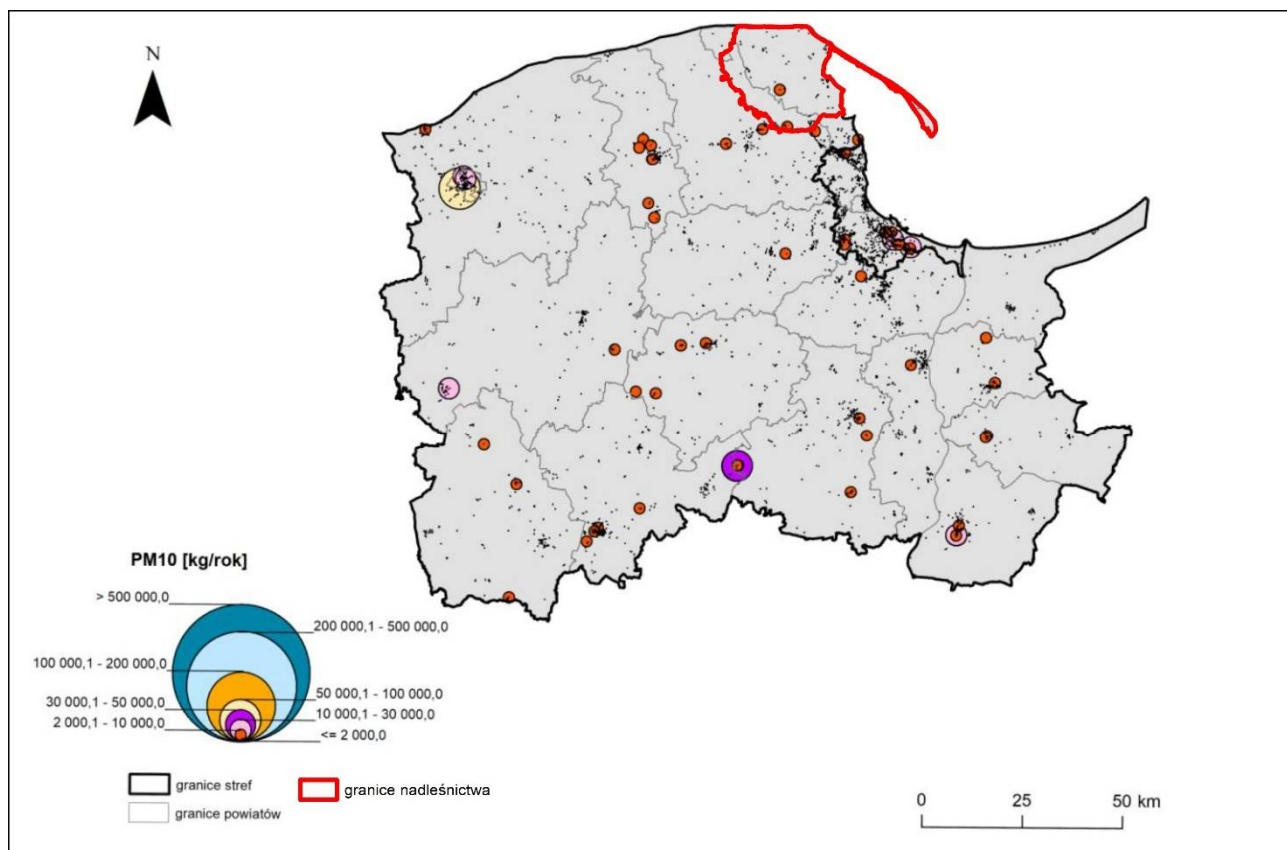 N
PM10 [kg/rok]
> 500 000,0
200 000,1 - 500 000,0
100 000,1 - 200 000,0
50 000,1 - 100 000,0
30 000,1 - 50 000,0
10 000,1 - 30 000,0
2 000,1 - 10 000,0
<= 2 000,0
granice stref
granice nadleśnictwa
granice powiatów
0 25 50 km